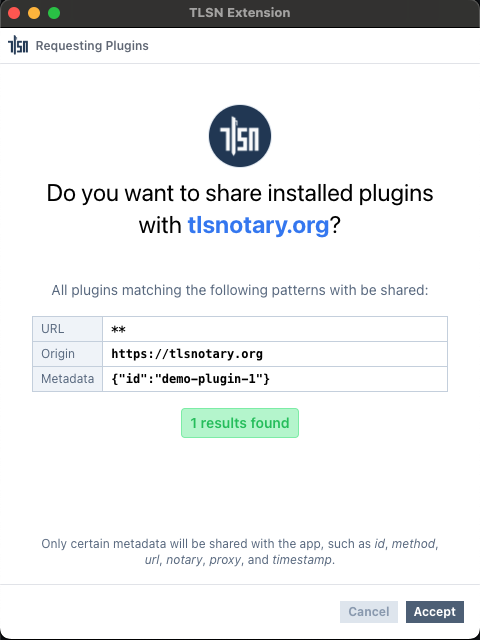 TLSN Extension
TLSN Requesting Plugins
TLSN
Do you want to share installed plugins
with tlsnotary.org?
All plugins matching the following patterns with be shared:
URL **
Origin https://tlsnotary.org
Metadata {"id":"demo-plugin-1"}
1 results found
Only certain metadata will be shared with the app, such as id, method,
url, notary, proxy, and timestamp.
Cancel Accept